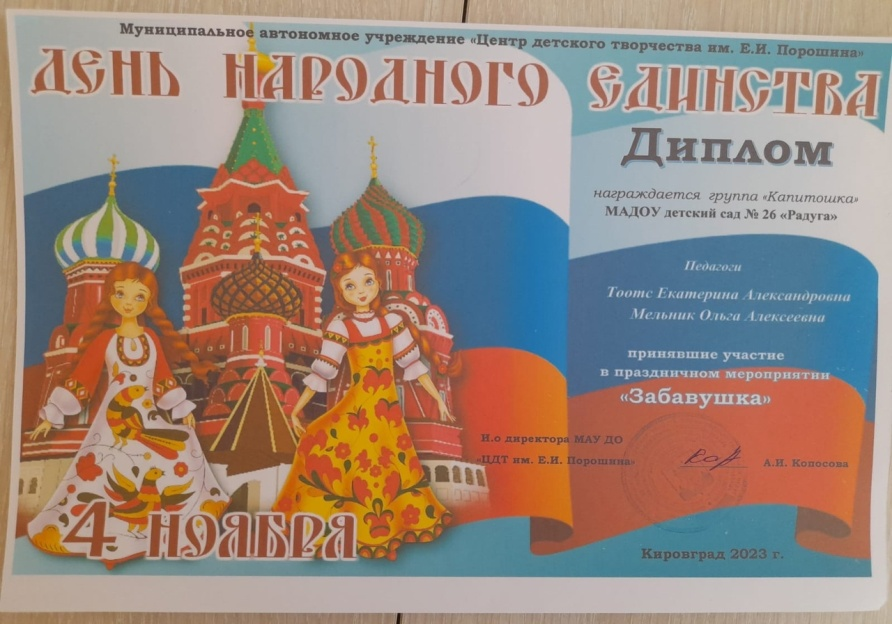 Муниципальное автономное учреждение «Центр детского творчества им. Е.И. Порошина»
ДЕНЬ НАРОДНОГО ЕДИНСТВА
Диплом
награждается группа «Капитошка»
МАДОУ детский сад № 26 «Радуга»
Педагоги
Тоотс Екатерина Александровна
Мельник Ольга Алексеевна
принявшие участие
в праздничном мероприятии
«Забавушка»
И.о директора МАУ ДО
«ЦДТ им. Е.И. Порошина»
А.И. Копосова
4 НОЯБРЯ
Кировград 2023 г.